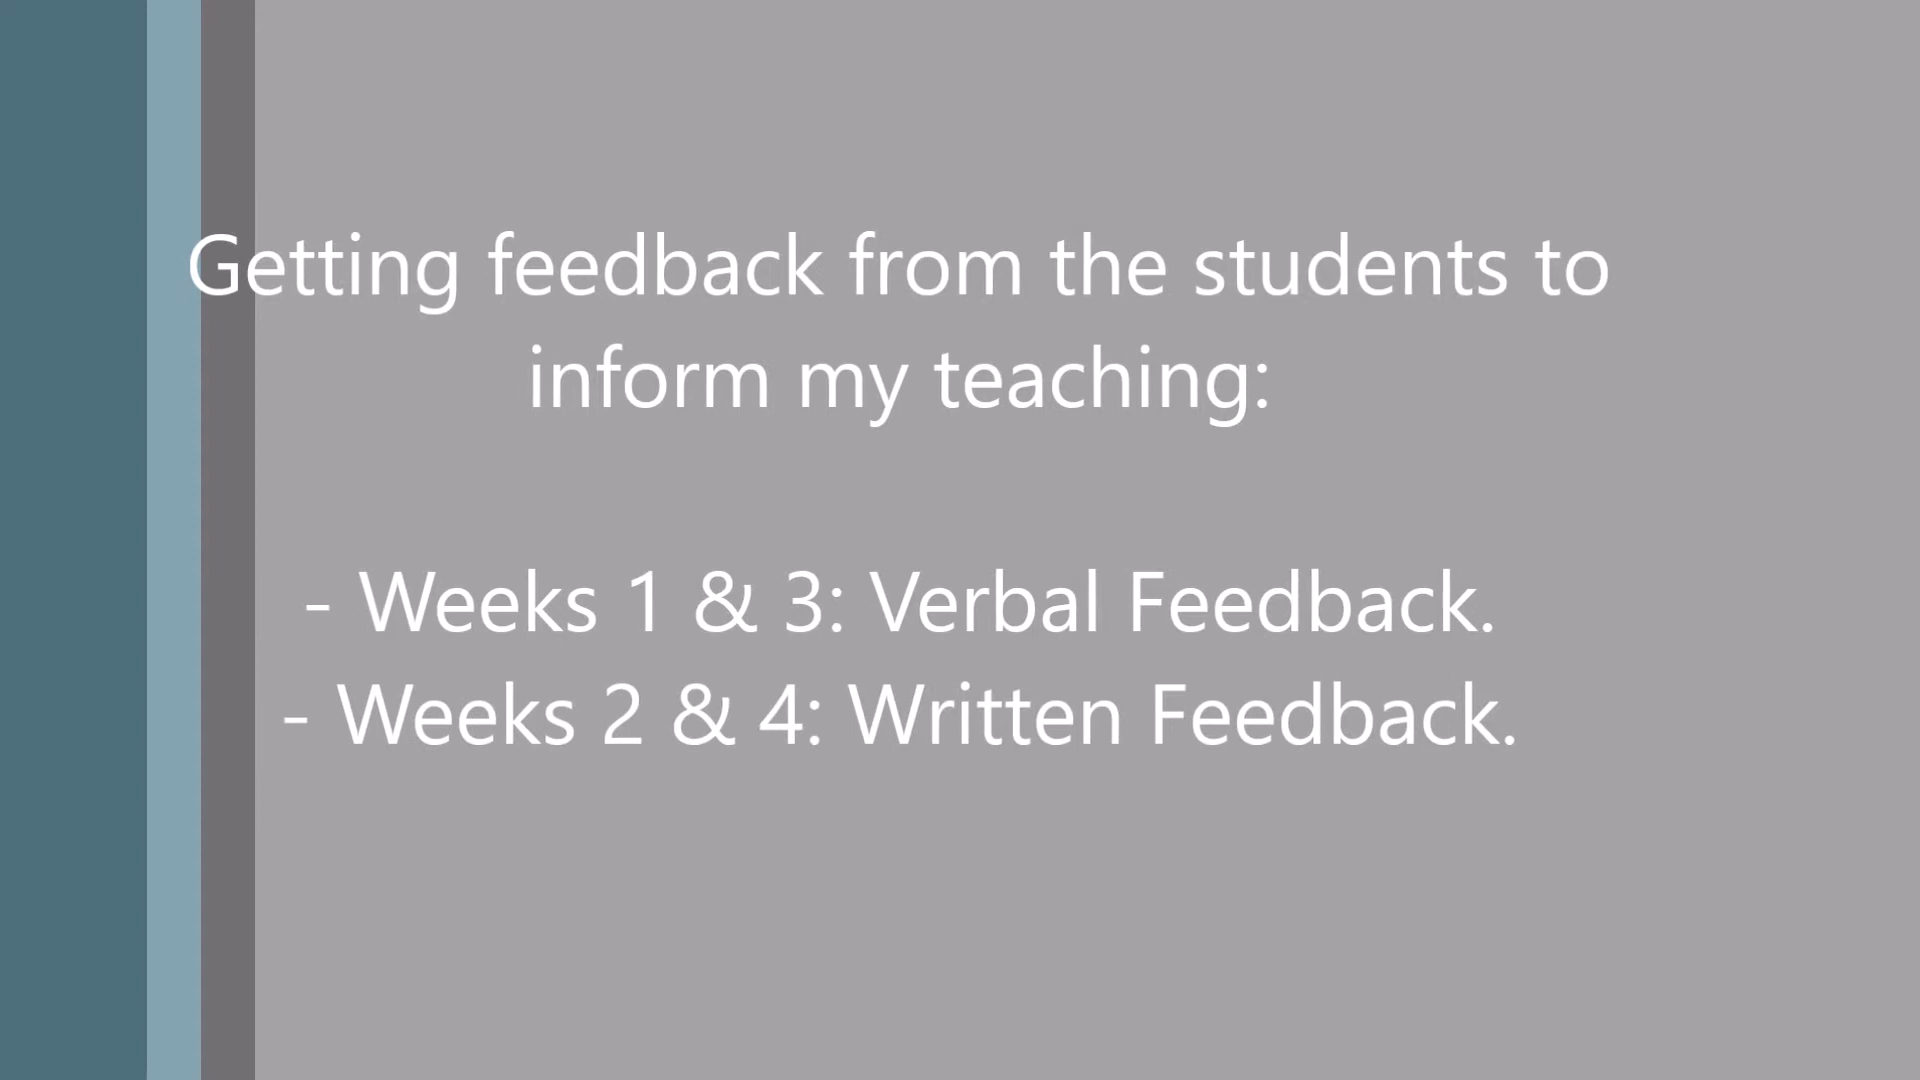 Getting feedback from the students to
inform my teaching:
- Weeks 1 & 3: Verbal Feedback.
- Weeks 2 & 4: Written Feedback.